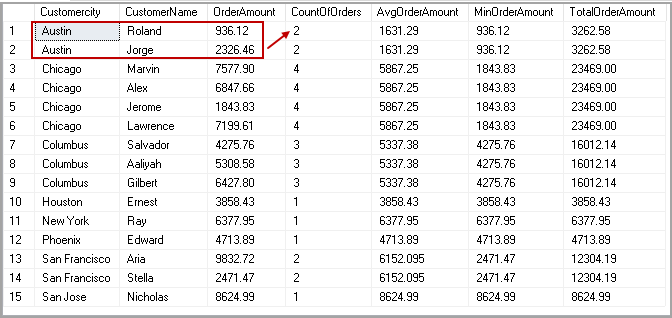 Customercity CustomerName OrderAmount CountOfOrders AvgOrderAmount MinOrderAmount TotalOrderAmount
1 Austin Roland 936.12 2 1631.29 936.12 3262.58
2 Austin Jorge 2326.46 2 1631.29 936.12 3262.58
3 Chicago Marvin 7577.90 4 5867.25 1843.83 23469.00
4 Chicago Alex 6847.66 4 5867.25 1843.83 23469.00
5 Chicago Jerome 1843.83 4 5867.25 1843.83 23469.00
6 Chicago Lawrence 7199.61 4 5867.25 1843.83 23469.00
7 Columbus Salvador 4275.76 3 5337.38 4275.76 16012.14
8 Columbus Aaliyah 5308.58 3 5337.38 4275.76 16012.14
9 Columbus Gilbert 6427.80 3 5337.38 4275.76 16012.14
10 Houston Ernest 3858.43 1 3858.43 3858.43 3858.43
11 New York Ray 6377.95 1 6377.95 6377.95 6377.95
12 Phoenix Edward 4713.89 1 4713.89 4713.89 4713.89
13 San Francisco Aria 9832.72 2 6152.095 2471.47 12304.19
14 San Francisco Stella 2471.47 2 6152.095 2471.47 12304.19
15 San Jose Nicholas 8624.99 1 8624.99 8624.99 8624.99